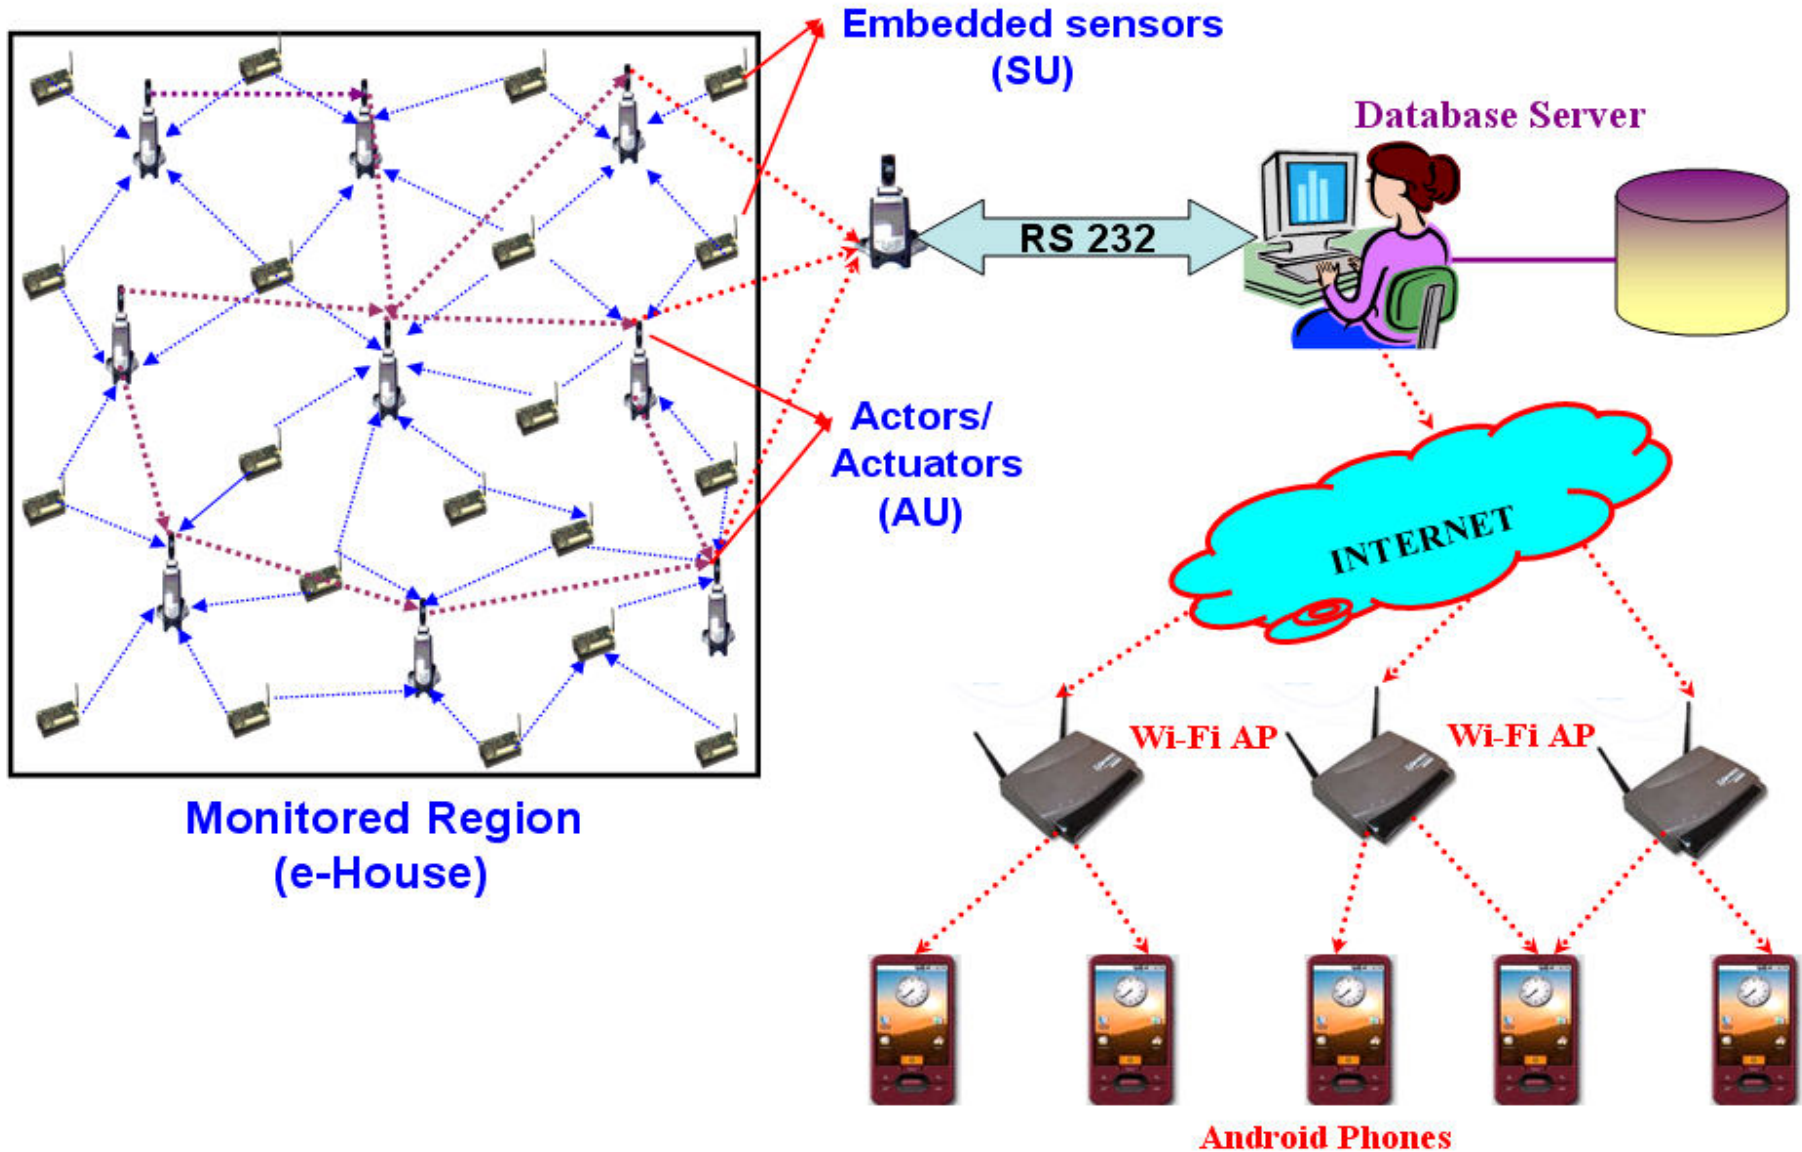 Embedded sensors
(SU)
Database Server
RS 232
Actors/
Actuators
(AU)
INTERNET
Wi-Fi AP
Wi-Fi AP
Monitored Region
(e-House)
Android Phones